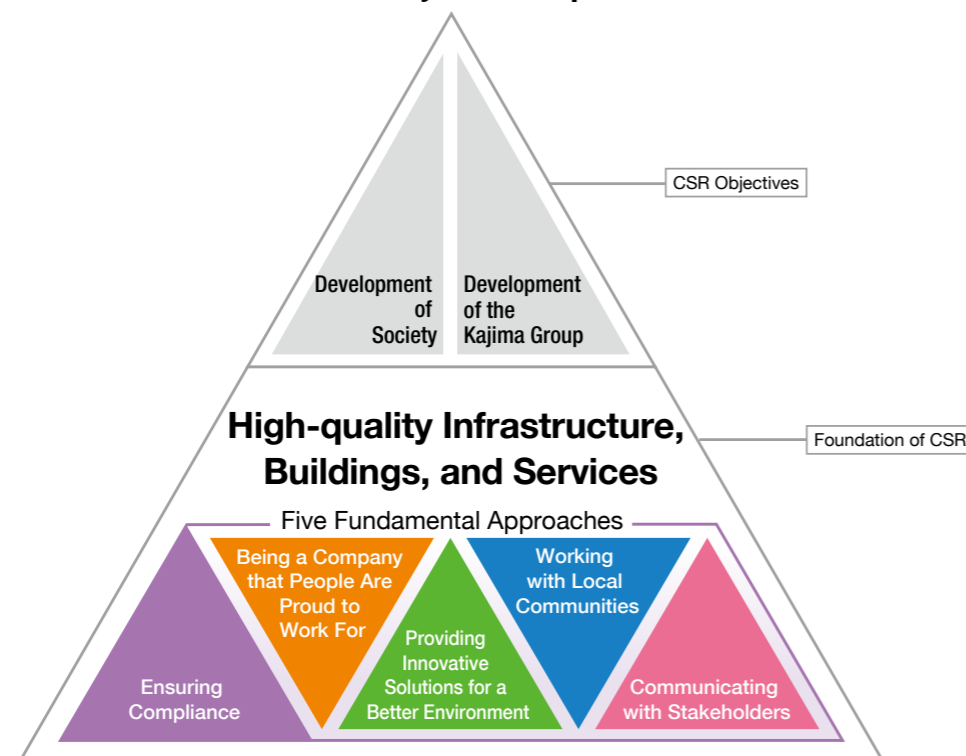 CSR Objectives
Development
of
Society
Development
of the
Kajima Group
High-quality Infrastructure,
Buildings, and Services
Foundation of CSR
Five Fundamental Approaches
Ensuring
Compliance
Being a Company
that People Are
Proud to
Work For
Providing
Innovative
Solutions for a
Better Environment
Working
with Local
Communities
Communicating
with Stakeholders